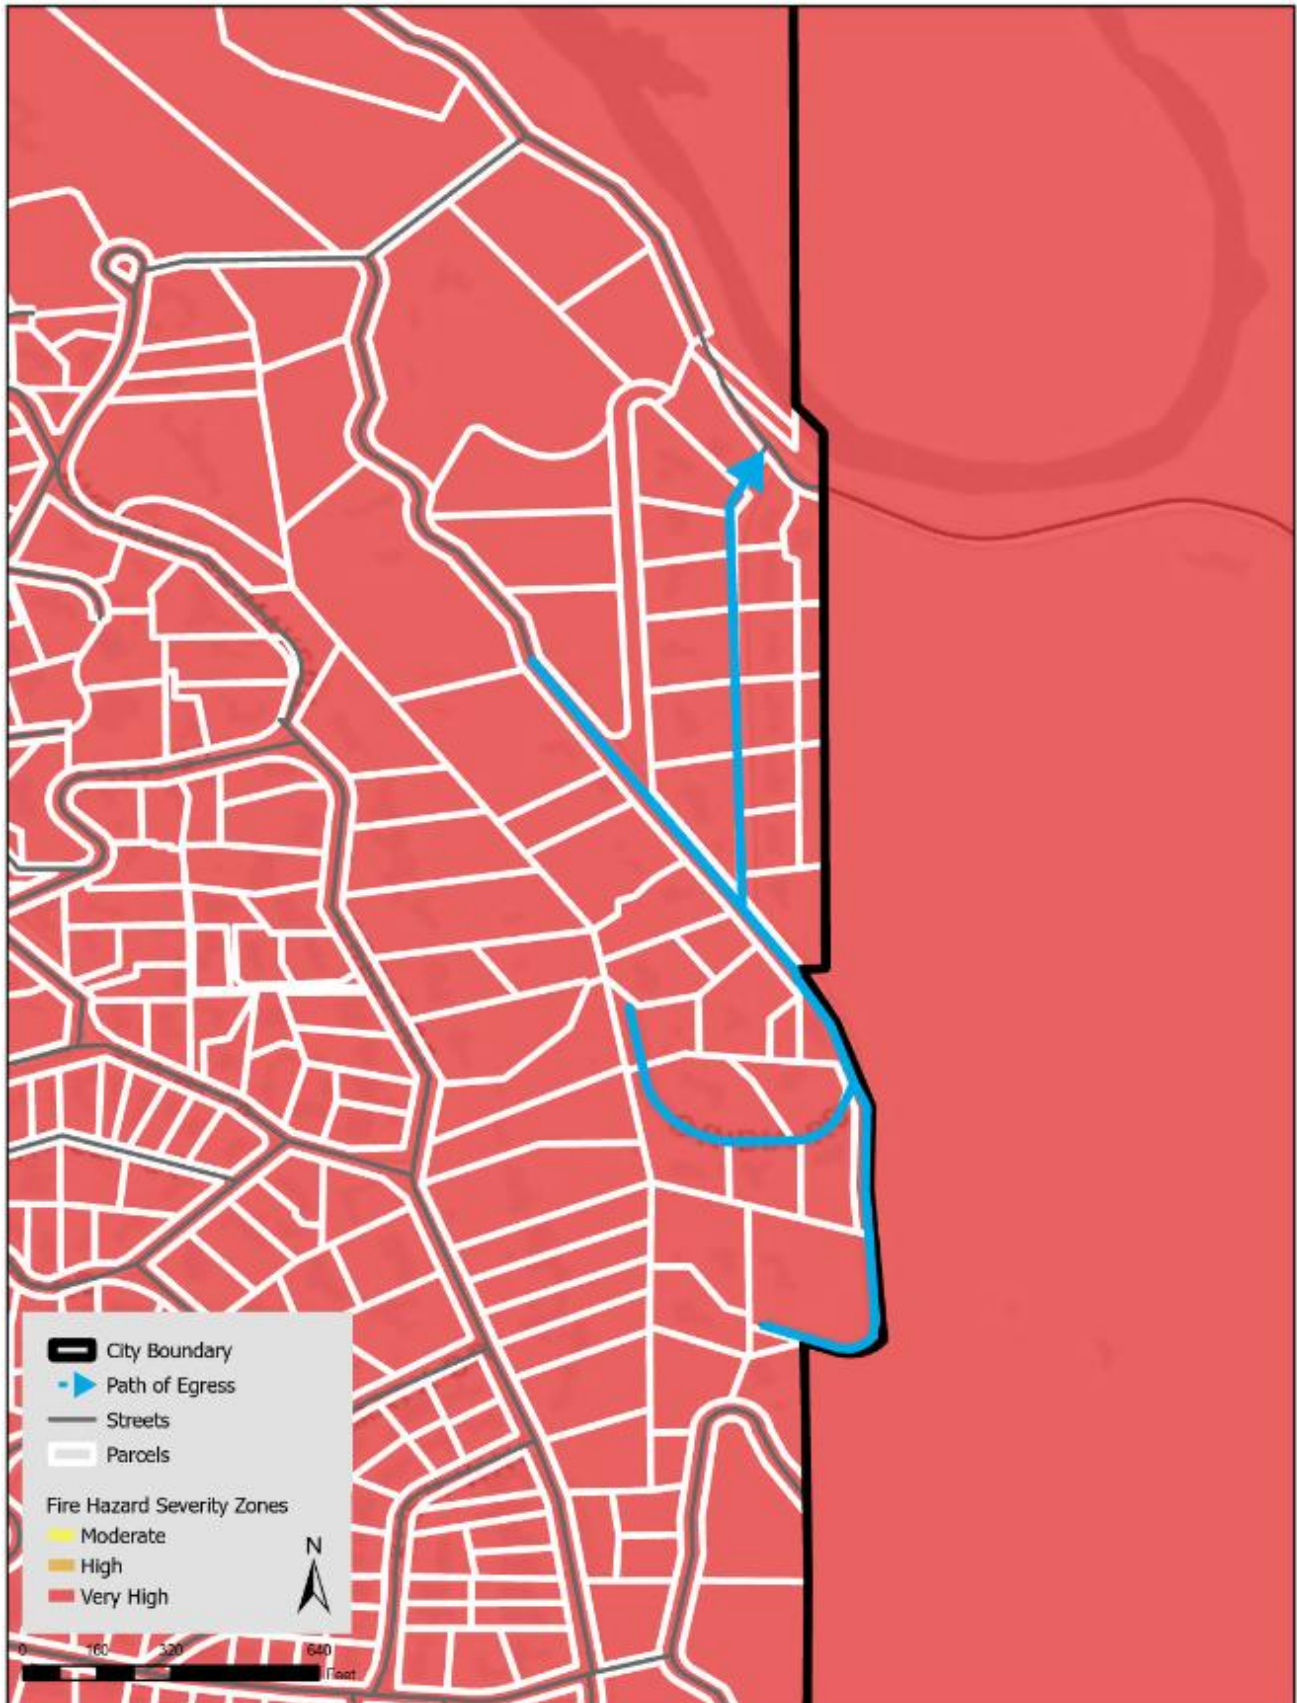 City Boundary
Path of Egress
Streets
Parcels
Fire Hazard Severity Zones
Moderate
High
Very High
N
0 160 320 640
Feet